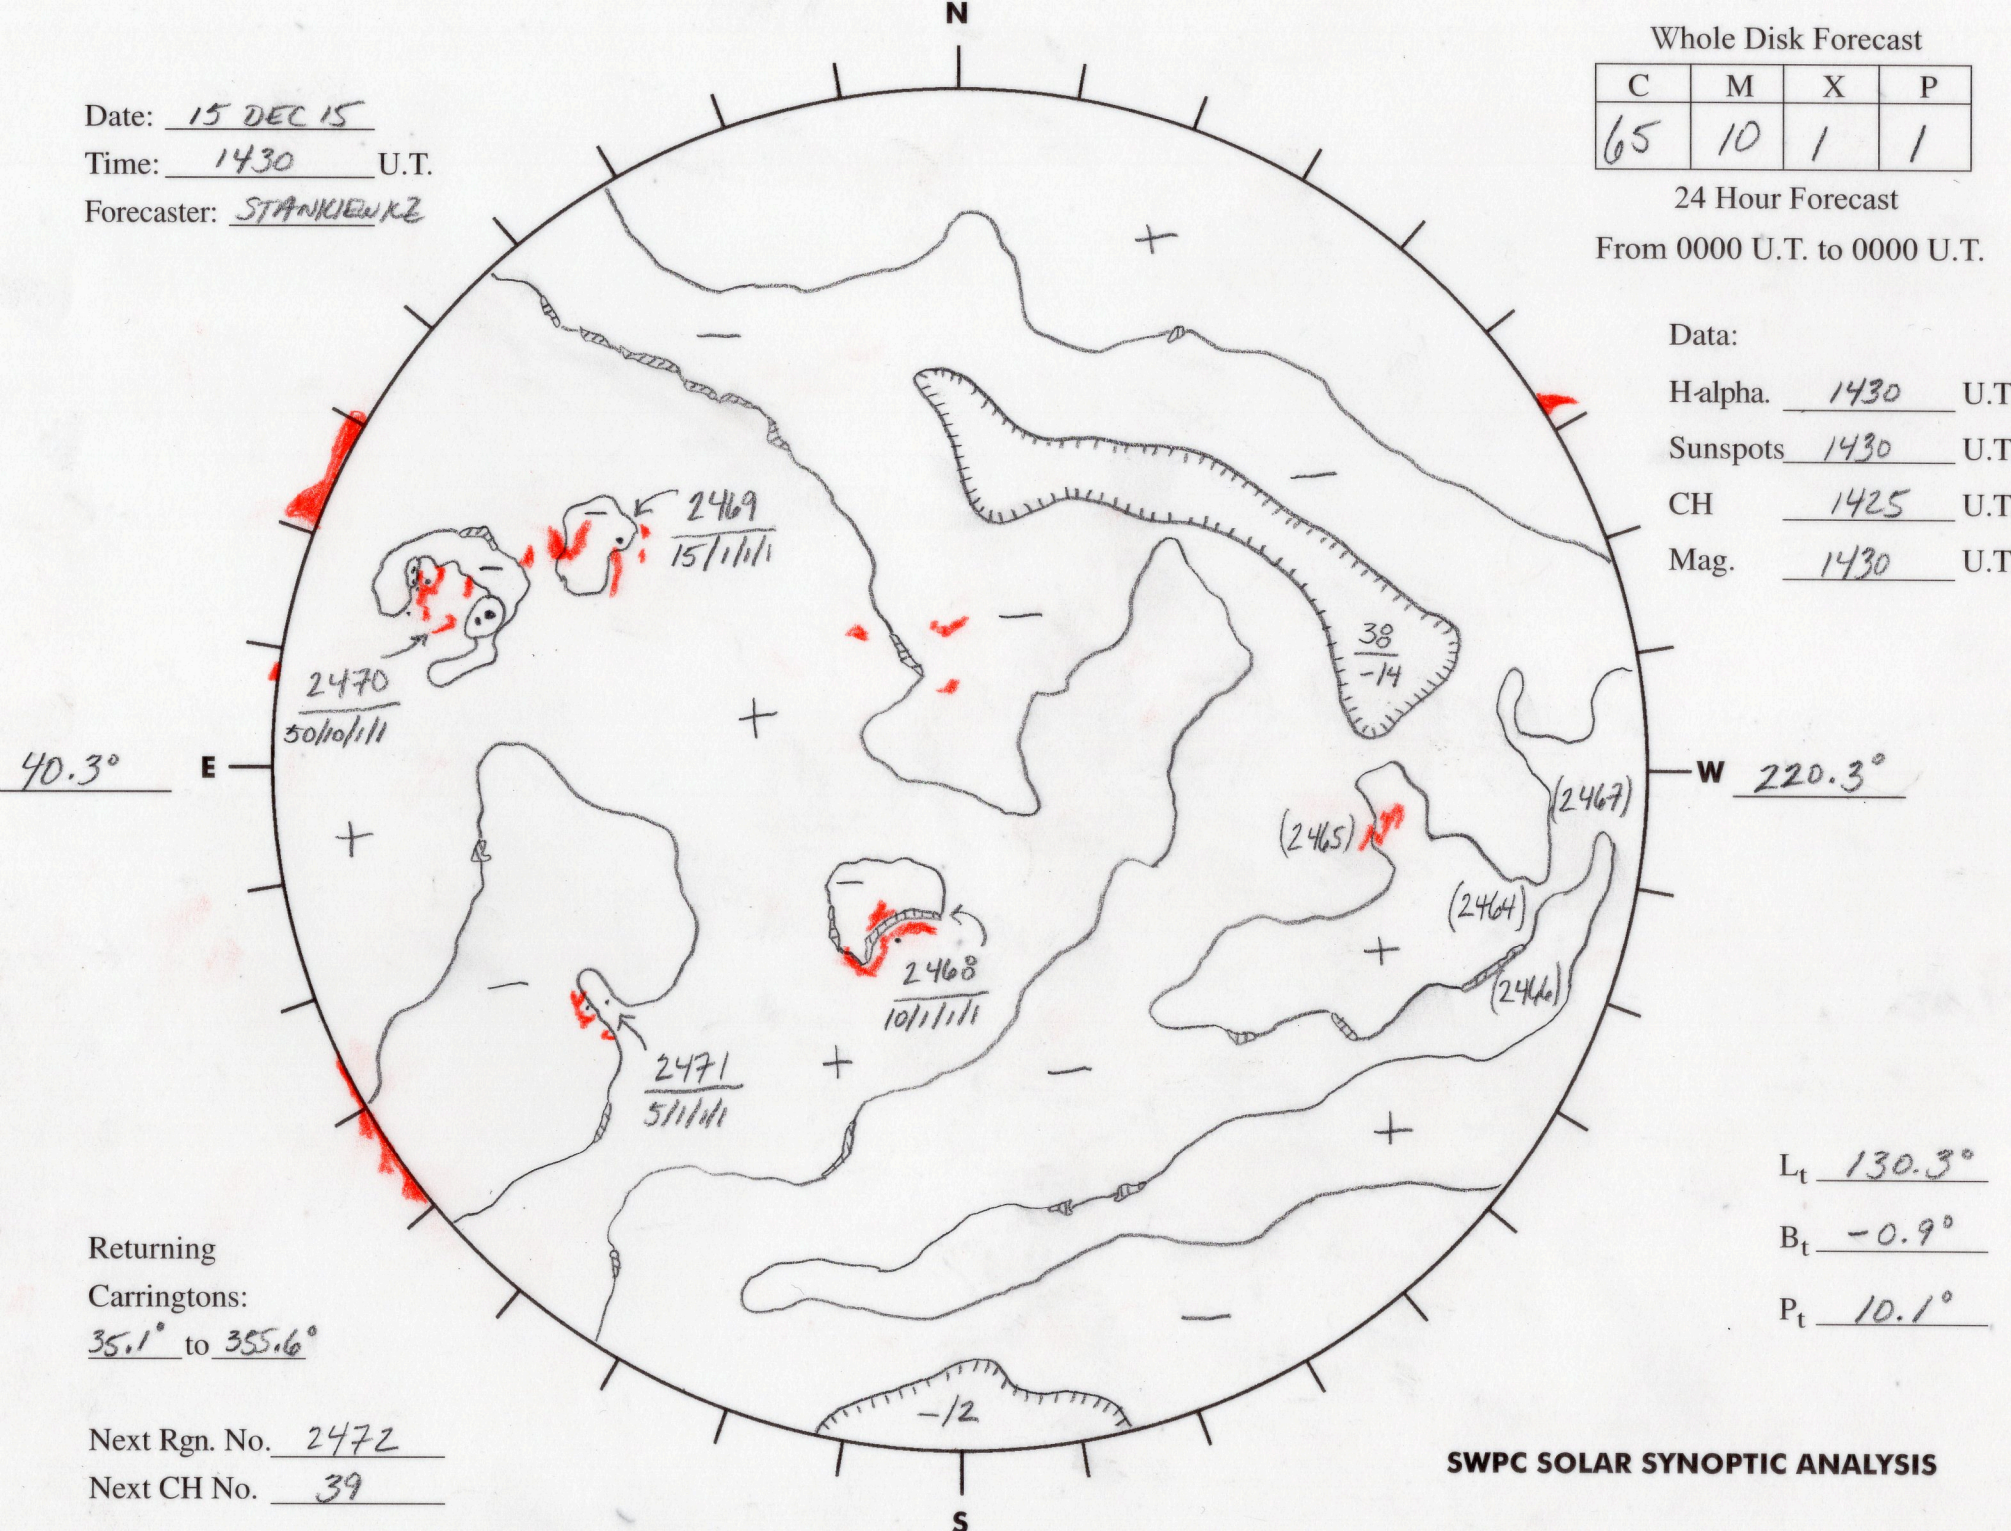 N
Whole Disk Forecast
C M X P
65 10 1 1
24 Hour Forecast
From 0000 U.T. to 0000 U.T.
Date: 15 DEC 15
Time: 1430 U.T.
Forecaster: STANKIEWICZ
Data:
H-alpha. 1430 U.T
Sunspots 1430 U.T
CH 1425 U.T
Mag. 1430 U.T
+
−
−
2469
15/1/1/1
−
−
−
38
-14
2470
50/10/1/1
+
40.3° E
W 220.3°
+
(2467)
(2465)
−
(2464)
+
2468
10/1/1/1/1
−
(2466)
2471
5/1/1/1/1
+
−
+
Lt 130.3°
Bt -0.9°
Pt 10.1°
Returning
Carringtons:
35.1° to 355.6°
−
-12
Next Rgn. No. 2472
Next CH No. 39
SWPC SOLAR SYNOPTIC ANALYSIS
S